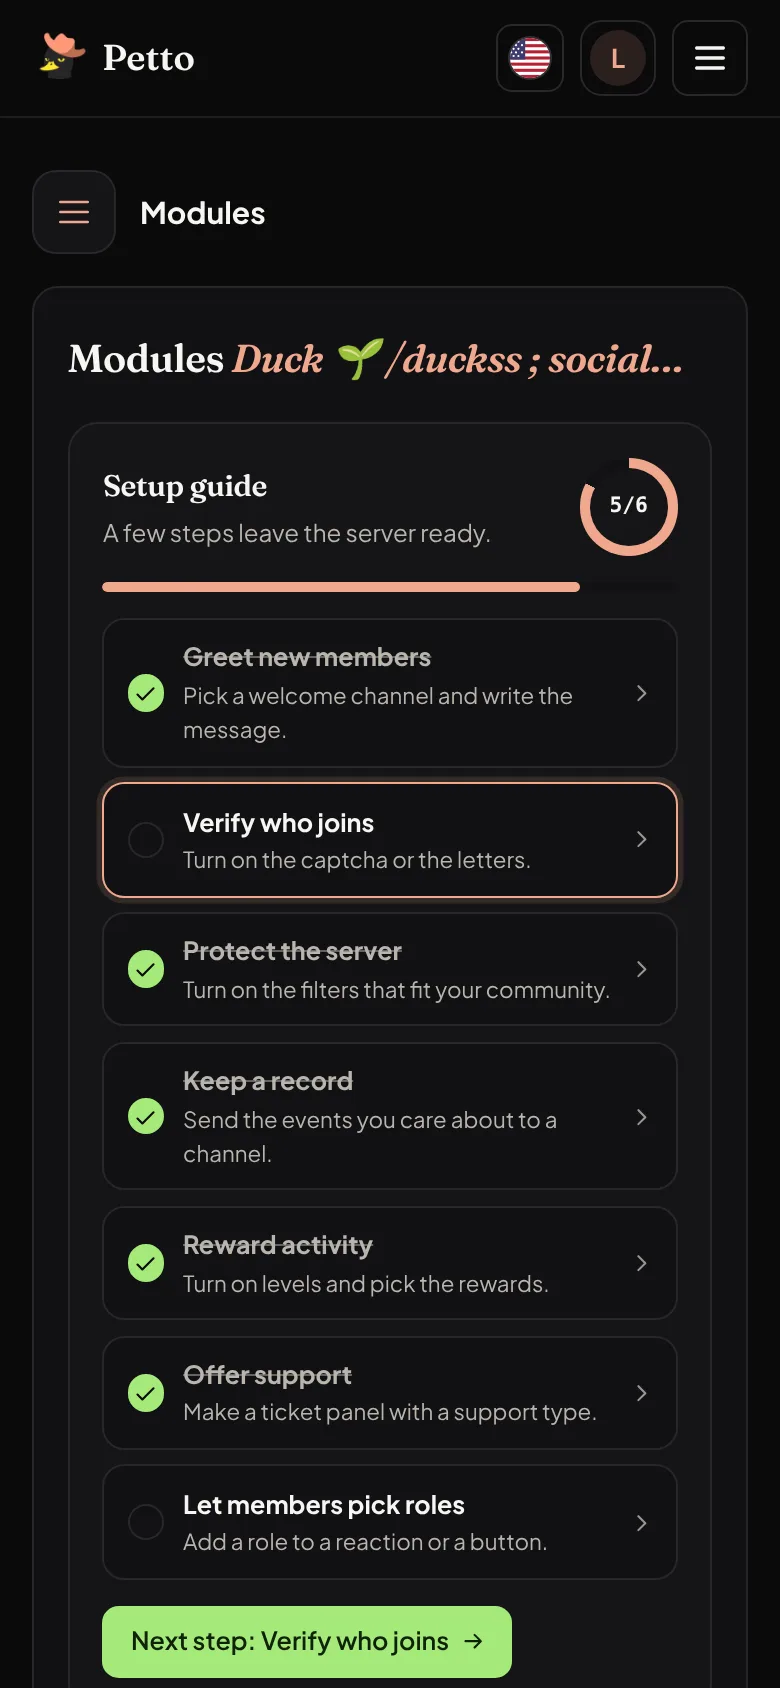 Petto
L
Modules
Modules Duck 🌱/duckss ; social...
Setup guide
A few steps leave the server ready.
5/6
Greet new members
Pick a welcome channel and write the
message.
Verify who joins
Turn on the captcha or the letters.
Protect the server
Turn on the filters that fit your community.
Keep a record
Send the events you care about to a
channel.
Reward activity
Turn on levels and pick the rewards.
Offer support
Make a ticket panel with a support type.
Let members pick roles
Add a role to a reaction or a button.
Next step: Verify who joins →